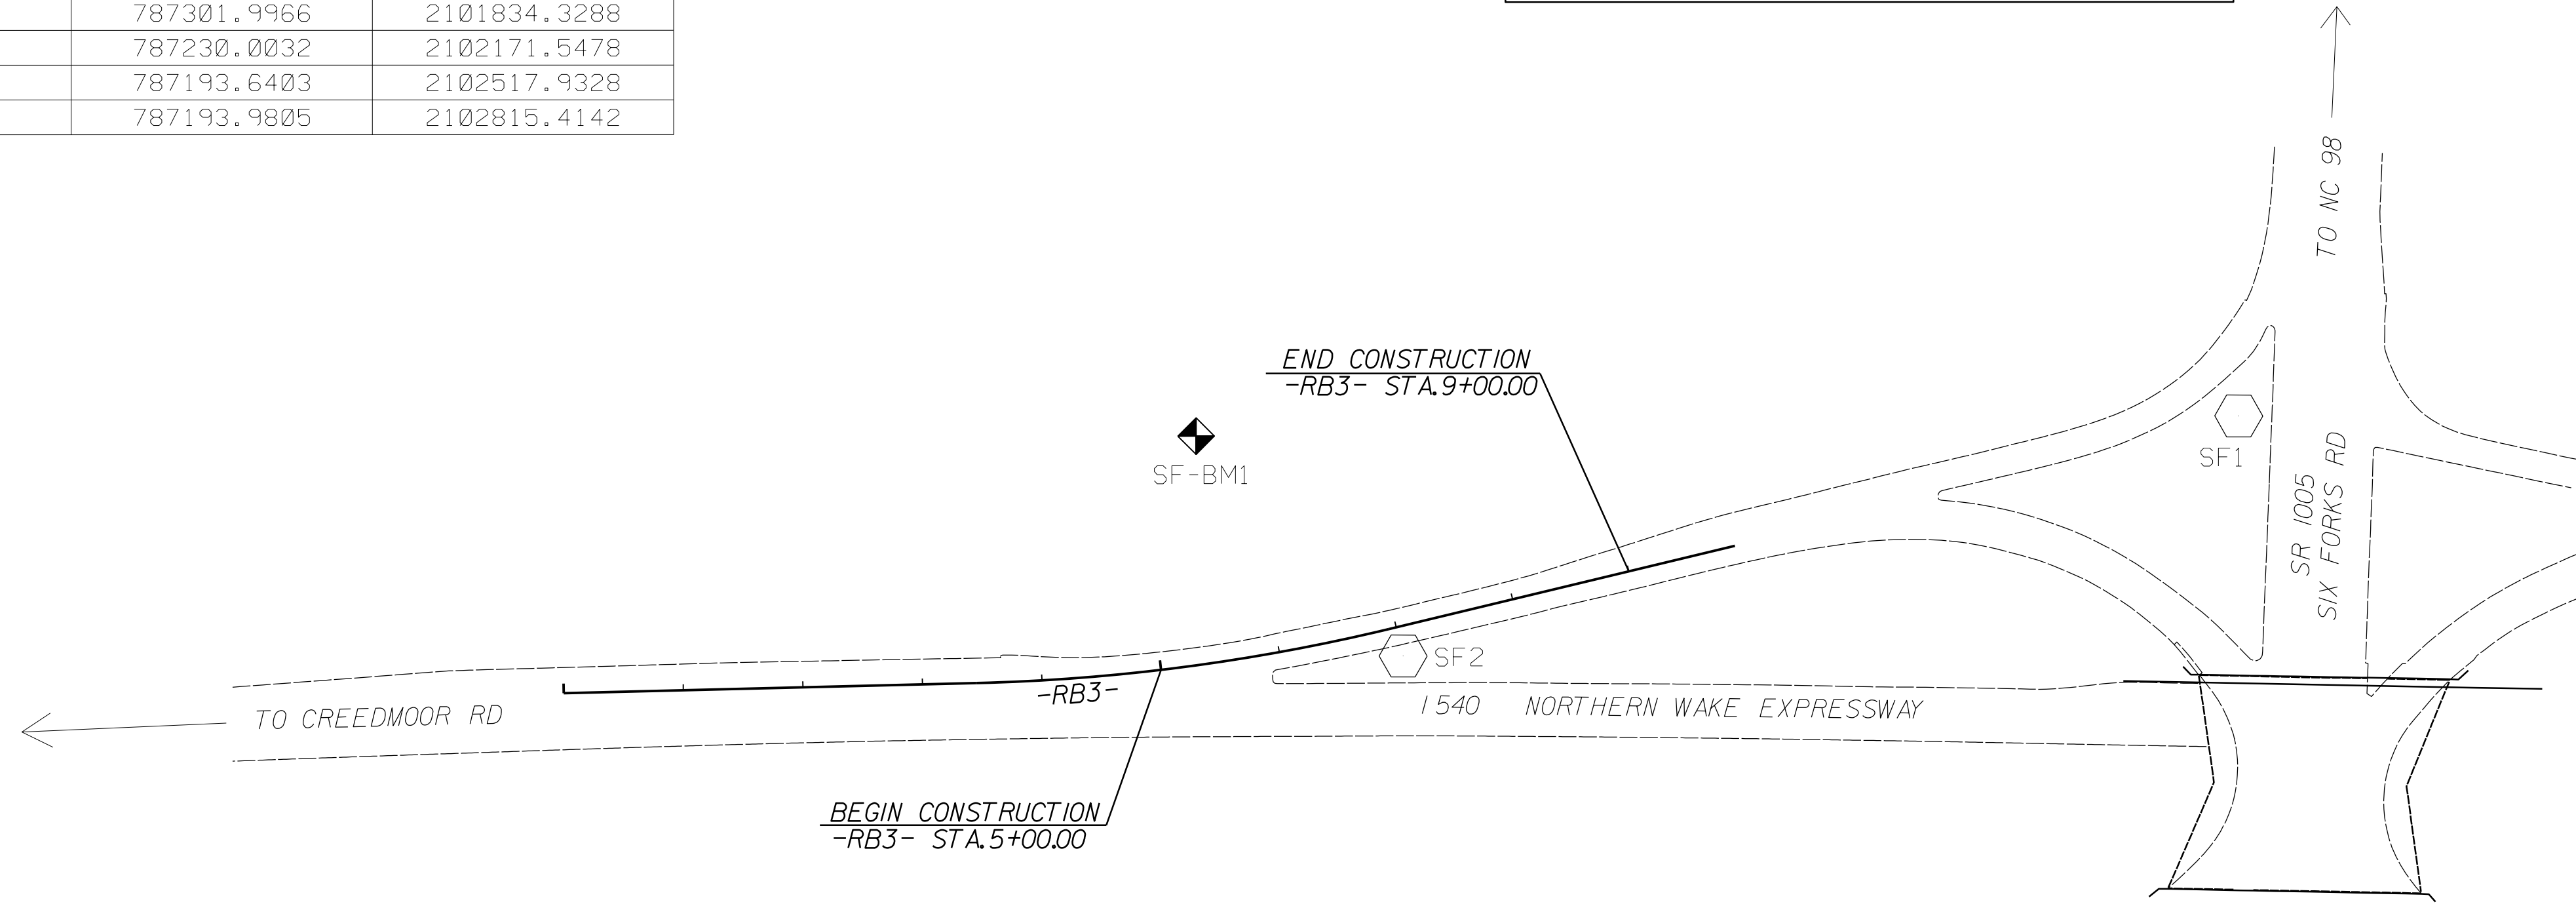 787301.9966 2101834.3288
787230.0032 2102171.5478
787193.6403 2102517.9328
787193.9805 2102815.4142
TO NC 98
END CONSTRUCTION
-RB3- STA.9+00.00
SF-BM1
SF1
SR 1005
SIX FORKS RD
SF2
-RB3-
I 540 NORTHERN WAKE EXPRESSWAY
TO CREEDMOOR RD
BEGIN CONSTRUCTION
-RB3- STA.5+00.00